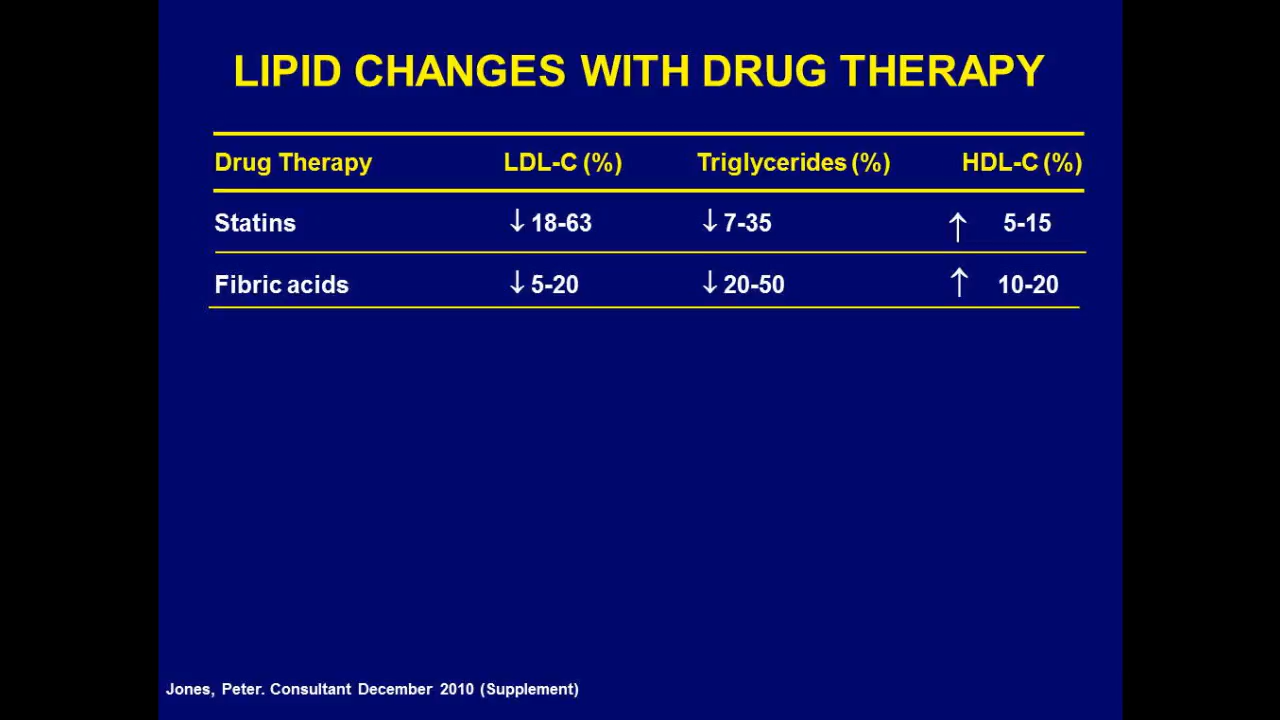 LIPID CHANGES WITH DRUG THERAPY
Drug Therapy LDL-C (%) Triglycerides (%) HDL-C (%)
Statins ↓ 18-63 ↓ 7-35 ↑ 5-15
Fibric acids ↓ 5-20 ↓ 20-50 ↑ 10-20
Jones, Peter. Consultant December 2010 (Supplement)